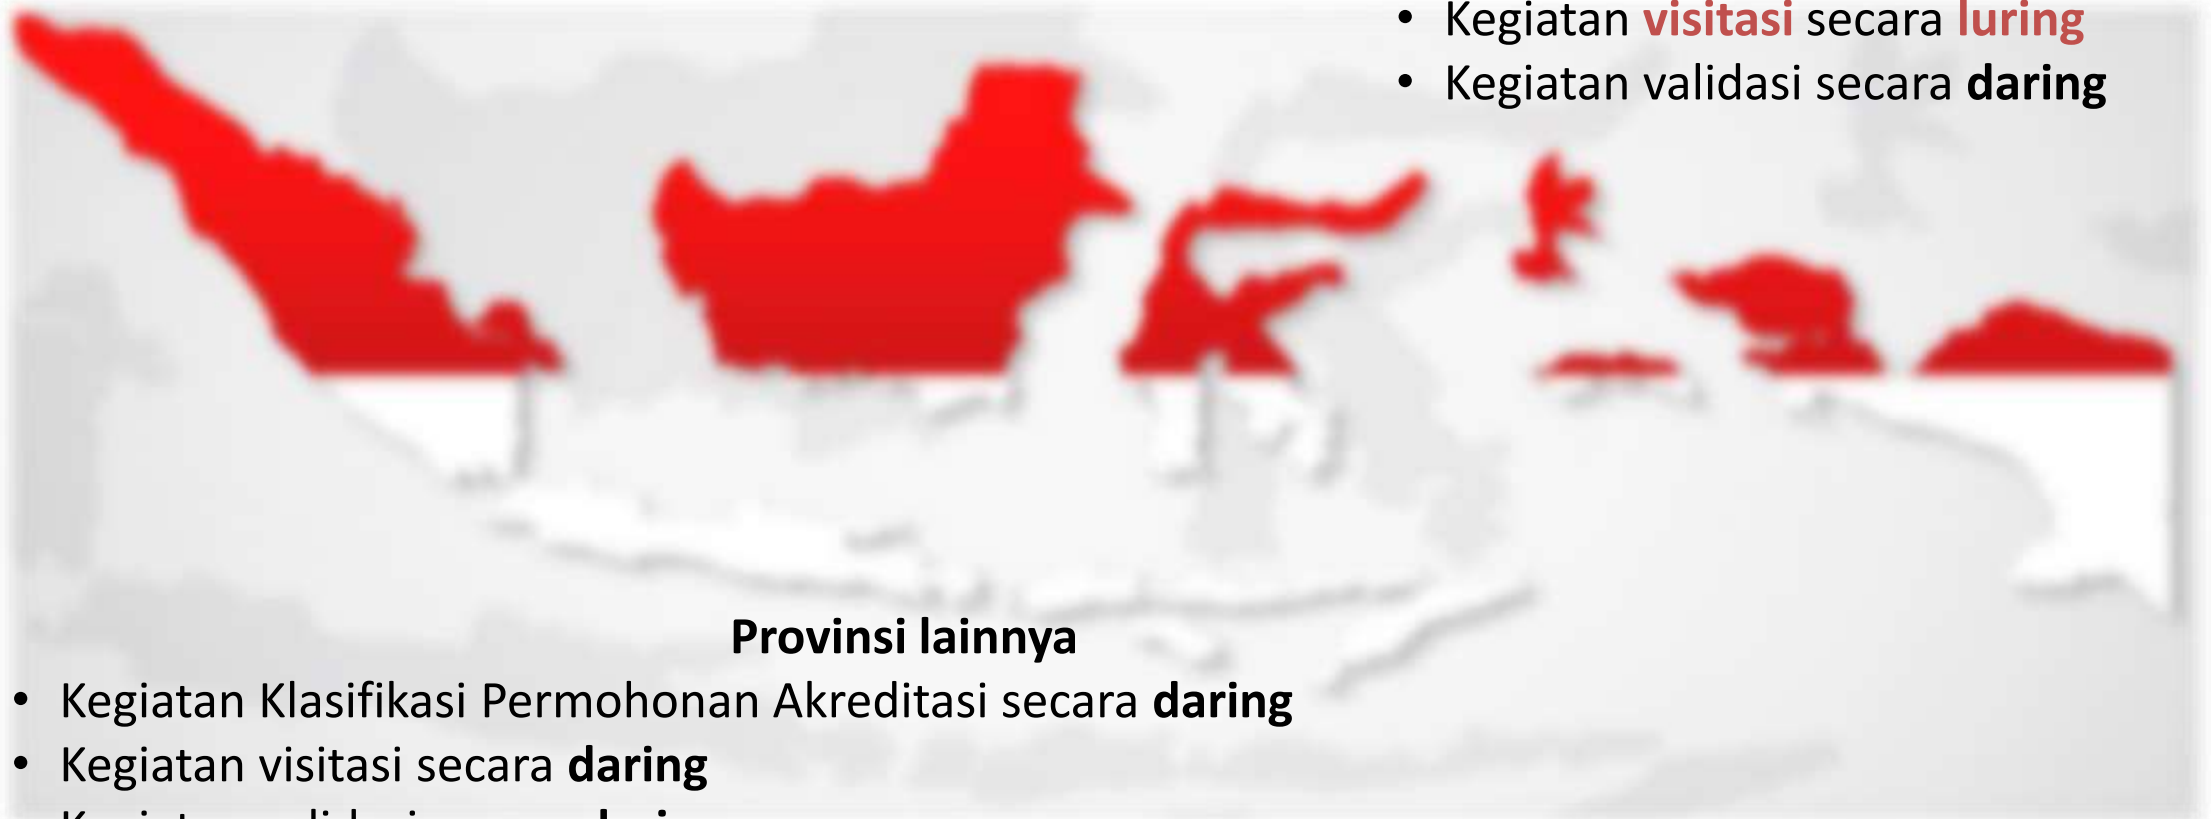 • Kegiatan visitasi secara luring
• Kegiatan validasi secara daring
Provinsi lainnya
• Kegiatan Klasifikasi Permohonan Akreditasi secara daring
• Kegiatan visitasi secara daring